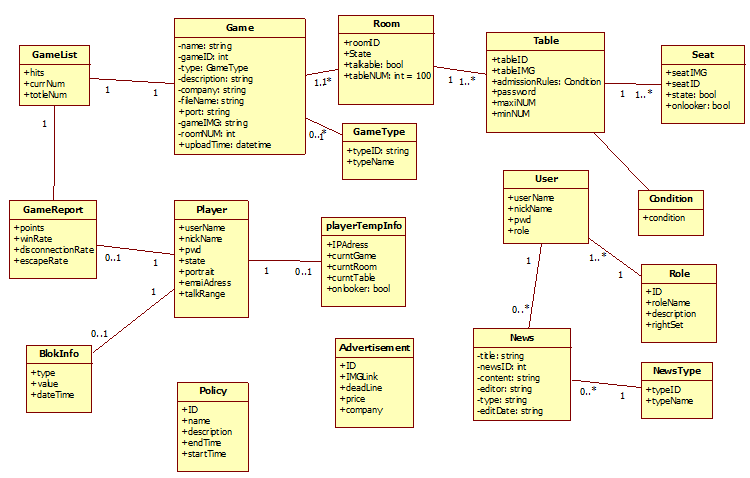 GameList
+hits
+currNum
+totleNum
Game
-name: string
-gameID: int
-type: GameType
-description: string
-company: string
-fileName: string
+port: string
-gameIMG: string
-roomNUM: int
+uploadTime: datetime
Room
+roomID
+State
+talkable: bool
+tableNUM: int = 100
Table
+tableID
+tableIMG
+admissionRules: Condition
+password
+maxiNUM
+minNUM
Seat
+seatIMG
+seatID
+state: bool
+onlooker: bool
1
1
1
1..*
1
1..*
1
1..*
0..*
1
GameType
+typeID: string
+typeName
1
User
+userName
+nickName
+pwd
+role
Condition
+condition
GameReport
+points
+winRate
+disconnectionRate
+escapeRate
Player
+userName
+nickName
+pwd
+state
+portrait
+emaiAdress
+talkRange
playerTempInfo
+IPAdress
+curntGame
+curntRoom
+curntTable
+onlooker: bool
0..1
1
1
0..1
1
1..*
1
Role
+ID
+roleName
+description
+rightSet
1
0..1
0..*
BlokInfo
+type
+value
+dateTime
Advertisement
+ID
+IMGLink
+deadLine
+price
+company
News
-title: string
-newsID: int
-content: string
-editor: string
-type: string
-editDate: string
0..*
1
NewsType
+typeID
+typeName
Policy
+ID
+name
+description
+endTime
+startTime